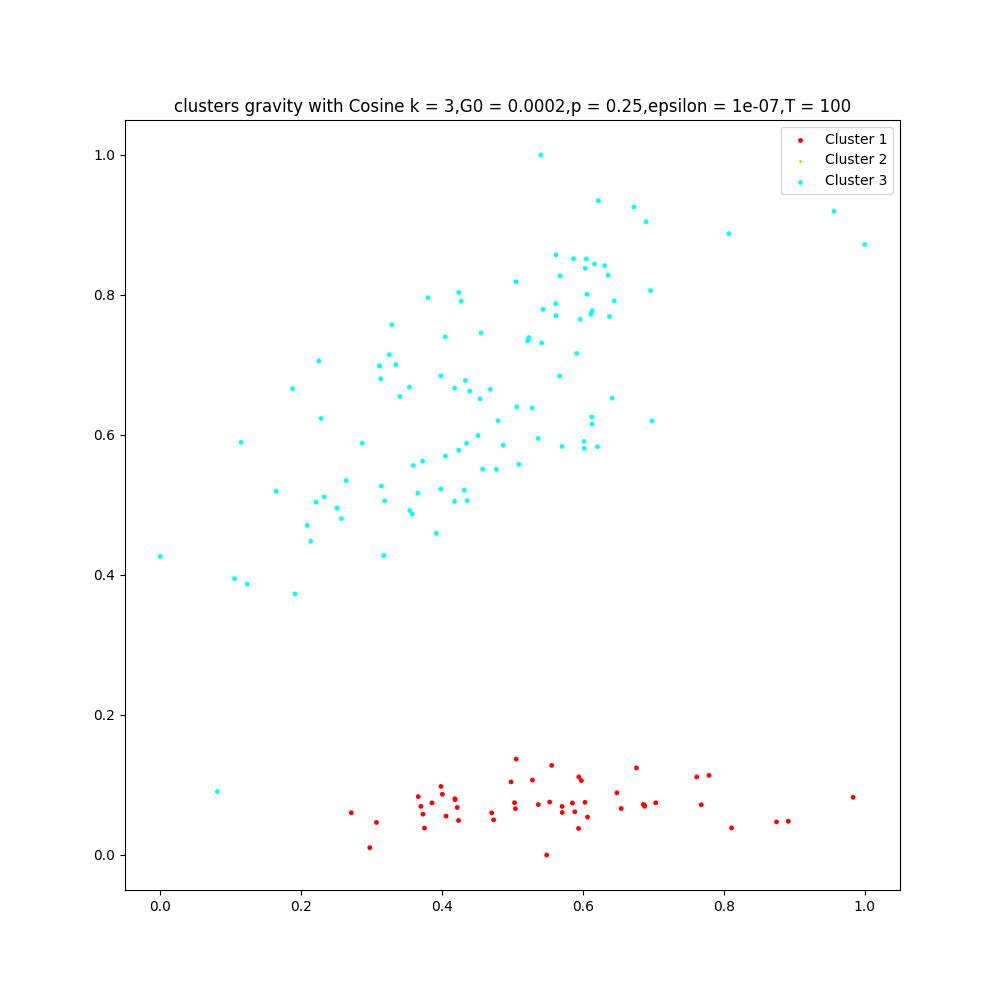 clusters gravity with Cosine k = 3,G0 = 0.0002,p = 0.25,epsilon = 1e-07,T = 100
Cluster 1
Cluster 2
Cluster 3
1.0
0.8
0.6
0.4
0.2
0.0
0.0 0.2 0.4 0.6 0.8 1.0